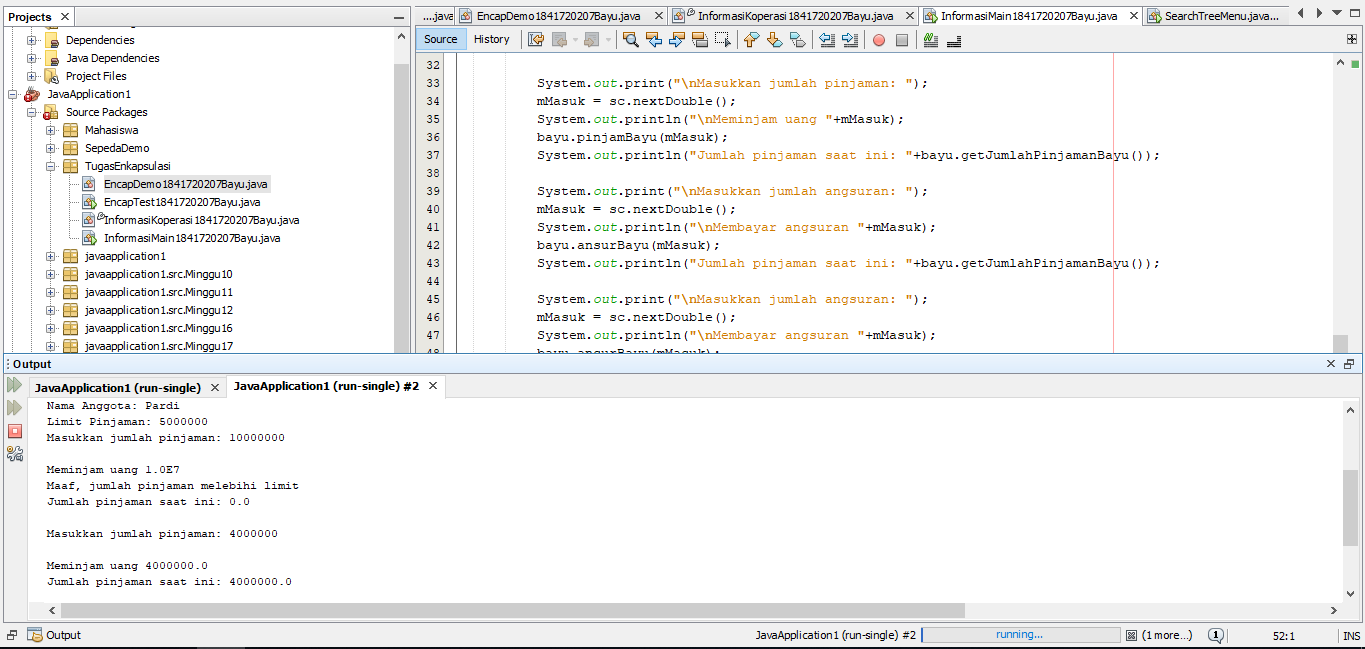 Projects
Dependencies
Java Dependencies
Project Files
JavaApplication1
Source Packages
Mahasiswa
SepedaDemo
TugasEnkapsulasi
EncapDemo1841720207Bayu.java
EncapTest1841720207Bayu.java
InformasiKoperasi1841720207Bayu.java
InformasiMain1841720207Bayu.java
javaapplication1
javaapplication1.src.Minggu10
javaapplication1.src.Minggu11
javaapplication1.src.Minggu12
javaapplication1.src.Minggu16
javaapplication1.src.Minggu17
....java EncapDemo1841720207Bayu.java InformasiKoperasi1841720207Bayu.java InformasiMain1841720207Bayu.java SearchTreeMenu.java...
Source History
32
33 System.out.print("\nMasukkan jumlah pinjaman: ");
34 mMasuk = sc.nextDouble();
35 System.out.println("\nMeminjam uang "+mMasuk);
36 bayu.pinjamBayu(mMasuk);
37 System.out.println("Jumlah pinjaman saat ini: "+bayu.getJumlahPinjamanBayu());
38
39 System.out.print("\nMasukkan jumlah angsuran: ");
40 mMasuk = sc.nextDouble();
41 System.out.println("\nMembayar angsuran "+mMasuk);
42 bayu.ansurBayu(mMasuk);
43 System.out.println("Jumlah pinjaman saat ini: "+bayu.getJumlahPinjamanBayu());
44
45 System.out.print("\nMasukkan jumlah angsuran: ");
46 mMasuk = sc.nextDouble();
47 System.out.println("\nMembayar angsuran "+mMasuk);
48 bayu.ansurBayu(mMasuk);
Output
JavaApplication1 (run-single) JavaApplication1 (run-single) #2
Nama Anggota: Pardi
Limit Pinjaman: 5000000
Masukkan jumlah pinjaman: 10000000
Meminjam uang 1.0E7
Maaf, jumlah pinjaman melebihi limit
Jumlah pinjaman saat ini: 0.0
Masukkan jumlah pinjaman: 4000000
Meminjam uang 4000000.0
Jumlah pinjaman saat ini: 4000000.0
Output JavaApplication1 (run-single) #2 running... (1 more...) 1 52:1 INS